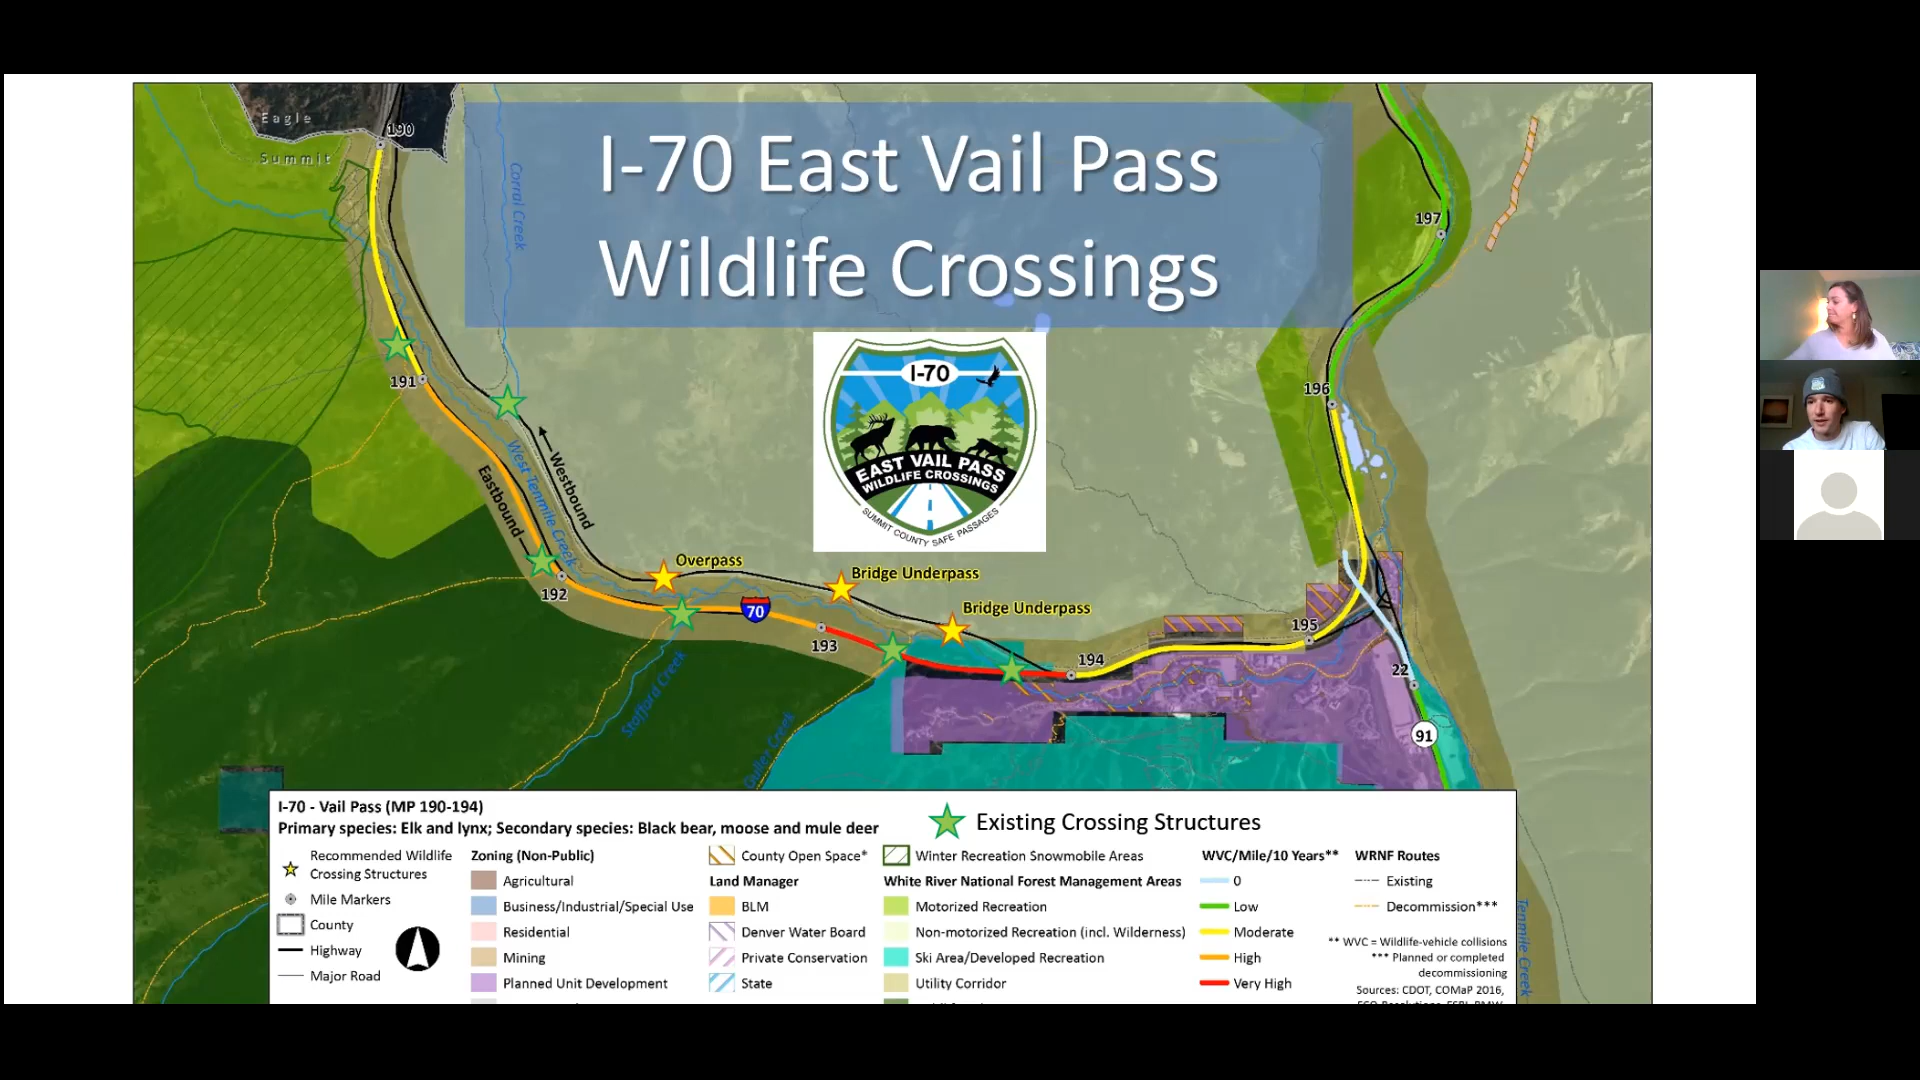 I-70 East Vail Pass
Wildlife Crossings
Eagle
Summit
190
Corral Creek
197
196
191
I-70
EAST VAIL PASS
WILDLIFE CROSSINGS
SUMMIT COUNTY SAFE PASSAGES
Eastbound
West Tenmile Creek
Westbound
Overpass
Bridge Underpass
Bridge Underpass
192
70
193
194
195
22
91
Stafford Creek
Guller Creek
Tenmile Creek
I-70 - Vail Pass (MP 190-194)
Primary species: Elk and lynx; Secondary species: Black bear, moose and mule deer
Existing Crossing Structures
Recommended Wildlife
Crossing Structures
Mile Markers
County
Highway
Major Road
Zoning (Non-Public)
Agricultural
Business/Industrial/Special Use
Residential
Mining
Planned Unit Development
County Open Space*
Land Manager
BLM
Denver Water Board
Private Conservation
State
Winter Recreation Snowmobile Areas
White River National Forest Management Areas
Motorized Recreation
Non-motorized Recreation (incl. Wilderness)
Ski Area/Developed Recreation
Utility Corridor
WVC/Mile/10 Years**
0
Low
Moderate
High
Very High
WRNF Routes
Existing
Decommission***
** WVC = Wildlife-vehicle collisions
*** Planned or completed
decommissioning
Sources: CDOT, COMaP 2016,